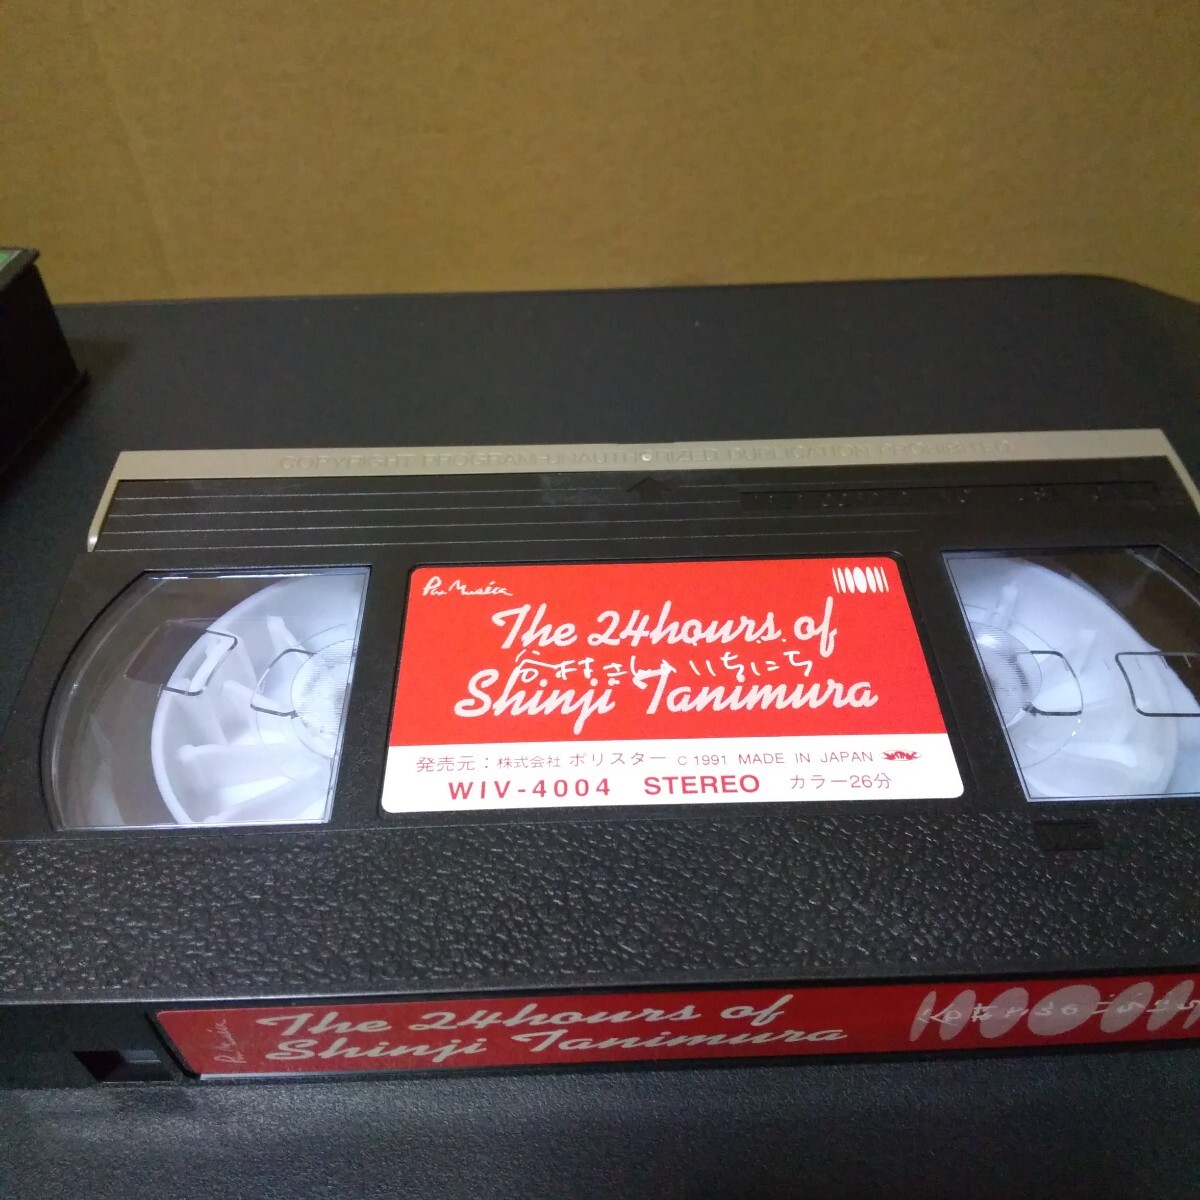 COPYRIGHT PROGRAM-UNAUTHORIZED DUPLICATION PROHIBITED
Pax Musica
The 24hours of
谷村さんのいちにち
Shinji Tanimura
発売元：株式会社 ポリスター C 1991 MADE IN JAPAN
WIV-4004 STEREO カラー26分
Pax Musica
The 24hours of
Shinji Tanimura